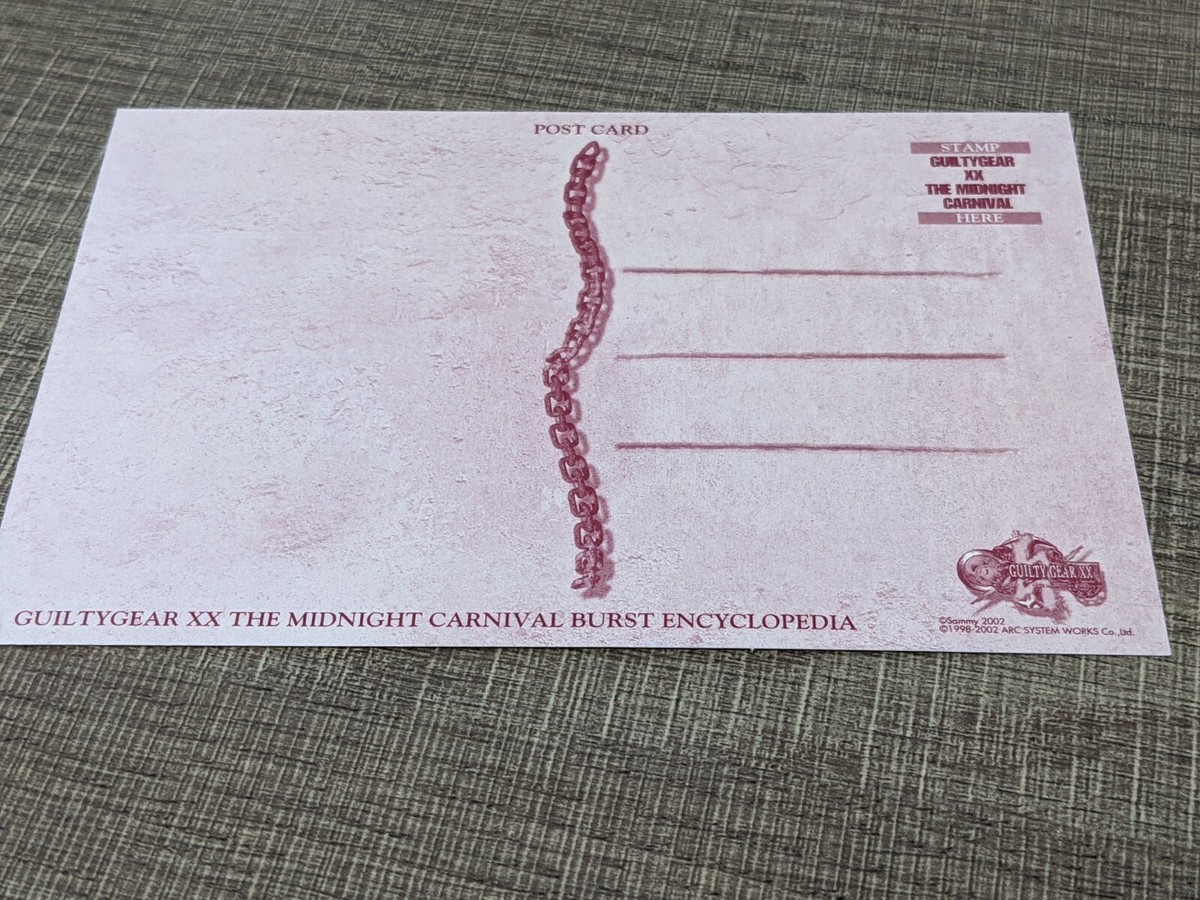 POST CARD
STAMP
GUILTYGEAR
XX
THE MIDNIGHT
CARNIVAL
HERE
GUILTY GEAR XX
GUILTYGEAR XX THE MIDNIGHT CARNIVAL BURST ENCYCLOPEDIA
©Sammy 2002
©1998-2002 ARC SYSTEM WORKS Co.,Ltd.